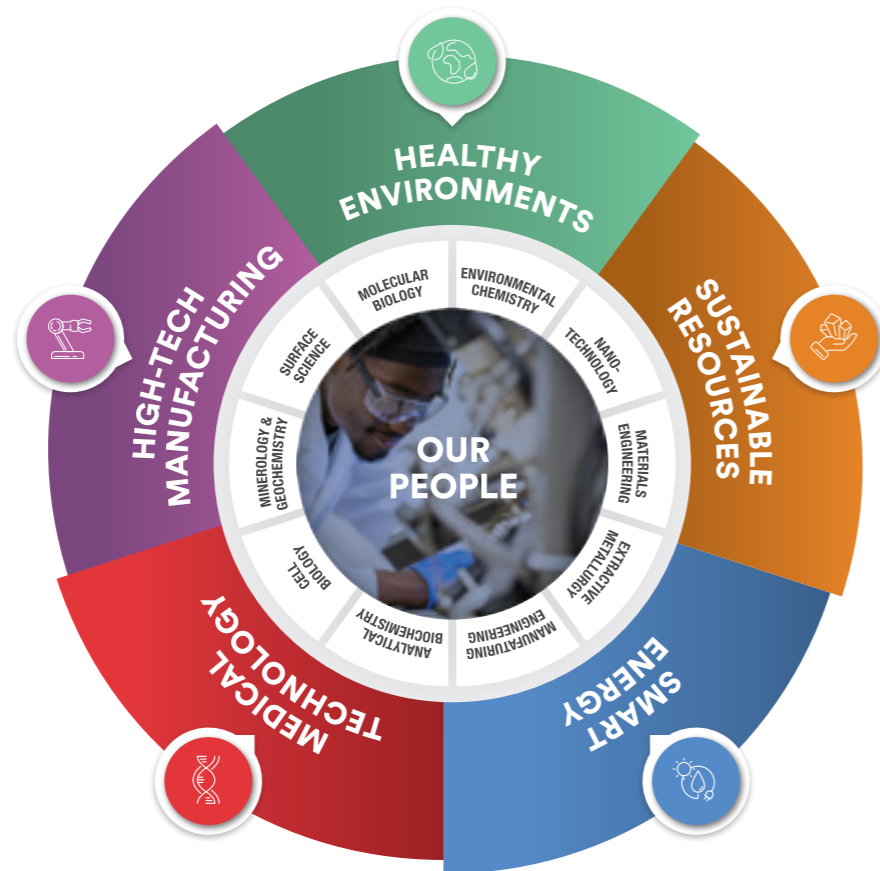 HEALTHY
ENVIRONMENTS
SUSTAINABLE
RESOURCES
SMART
ENERGY
MEDICAL
TECHNOLOGY
HIGH-TECH
MANUFACTURING
ENVIRONMENTAL
CHEMISTRY
NANO-
TECHNOLOGY
MATERIALS
ENGINEERING
EXTRACTIVE
METALLURGY
MANUFATURING
ENGINEERING
ANALYTICAL
BIOCHEMISTRY
CELL
BIOLOGY
MINEROLOGY &
GEOCHEMISTRY
SURFACE
SCIENCE
MOLECULAR
BIOLOGY
OUR
PEOPLE